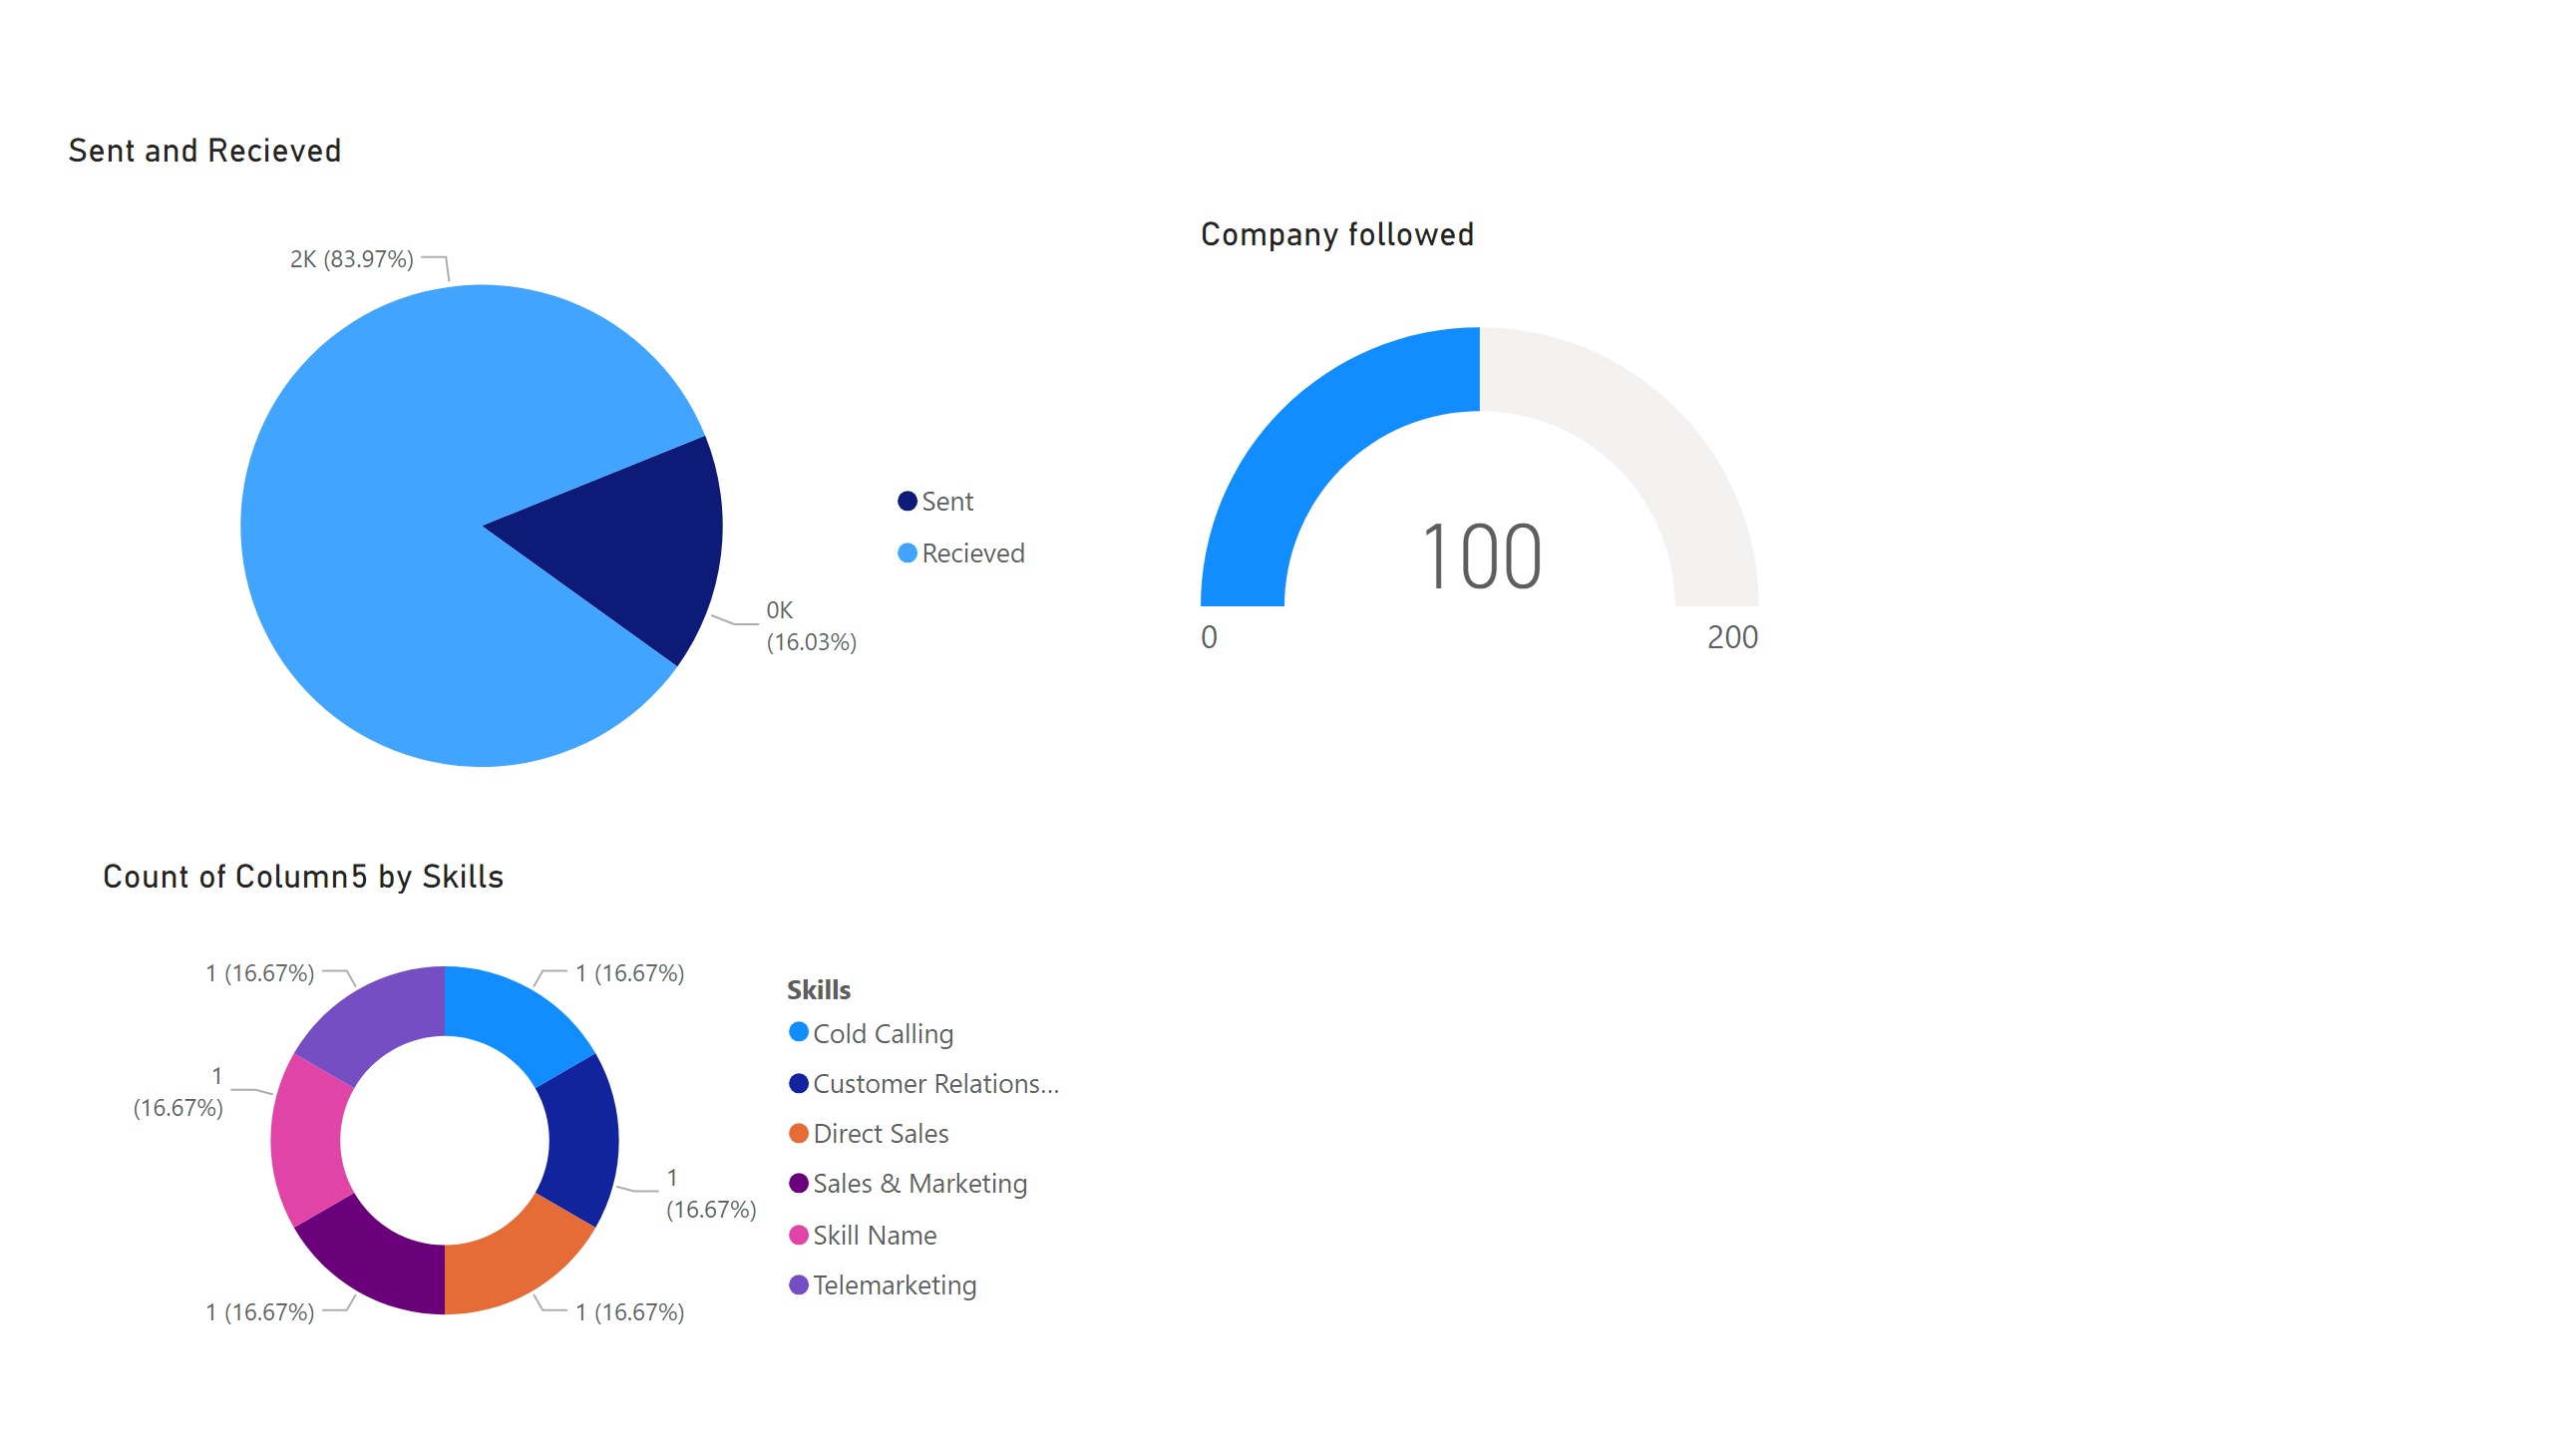 Sent and Recieved
2K (83.97%)
0K
(16.03%)
Sent
Recieved
Company followed
100
0
200
Count of Column5 by Skills
1 (16.67%)
1 (16.67%)
1
(16.67%)
1
(16.67%)
1 (16.67%)
1 (16.67%)
Skills
Cold Calling
Customer Relations...
Direct Sales
Sales & Marketing
Skill Name
Telemarketing